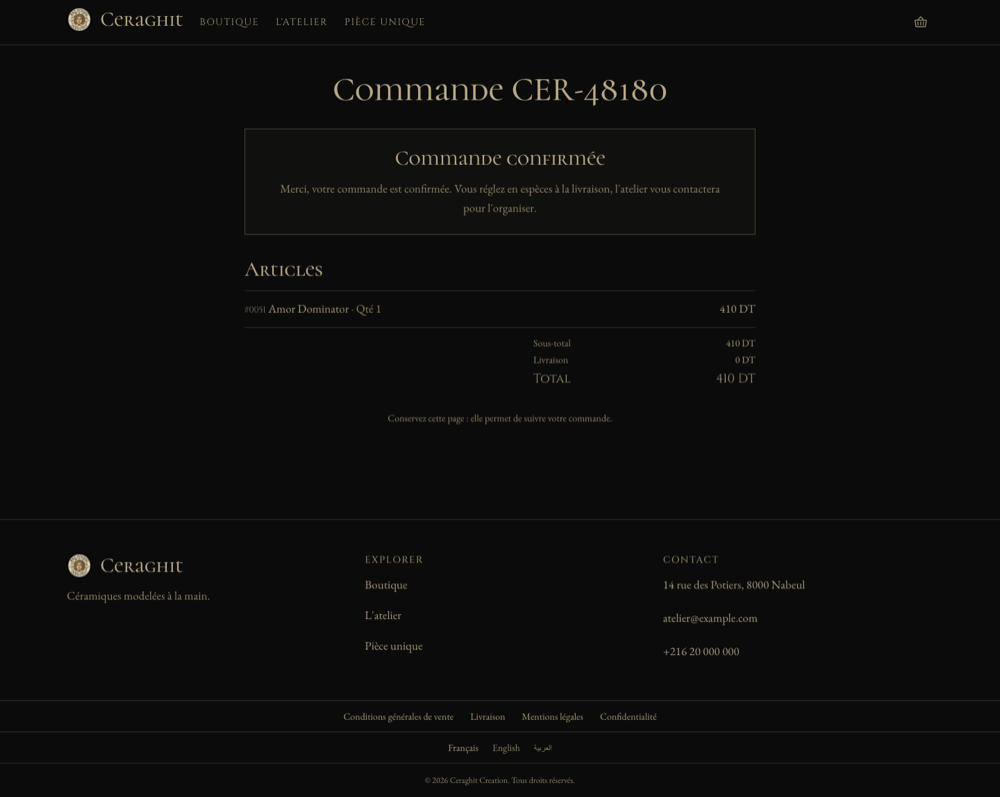 Ceraghit BOUTIQUE L'ATELIER PIÈCE UNIQUE
Commande CER-48180
Commande confirmée
Merci, votre commande est confirmée. Vous réglez en espèces à la livraison, l'atelier vous contactera
pour l'organiser.
Articles
#0051 Amor Dominator · Qté 1 410 DT
Sous-total 410 DT
Livraison 0 DT
Total 410 DT
Conservez cette page : elle permet de suivre votre commande.
Ceraghit
Céramiques modelées à la main.
EXPLORER
Boutique
L'atelier
Pièce unique
CONTACT
14 rue des Potiers, 8000 Nabeul
atelier@example.com
+216 20 000 000
Conditions générales de vente Livraison Mentions légales Confidentialité
Français English العربية
© 2026 Ceraghit Creation. Tous droits réservés.